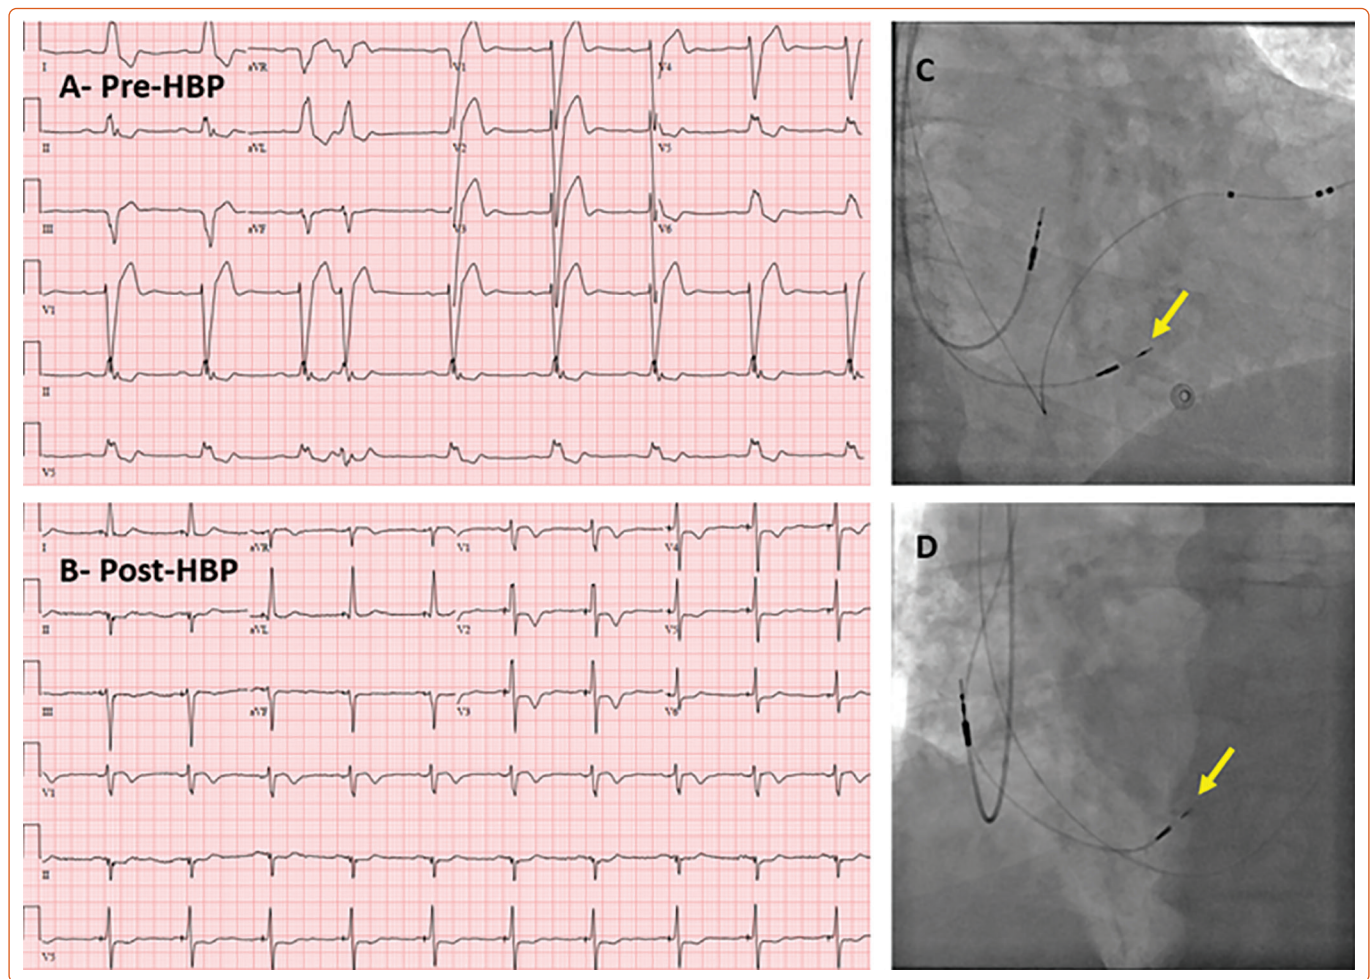 I aVR V1 V4
A- Pre-HBP
II aVL V2 V5
III aVF V3 V6
V1
II
V5
C
I aVR V1 V4
B- Post-HBP
II aVL V2 V5
III aVF V3 V6
V1
II
V5
D